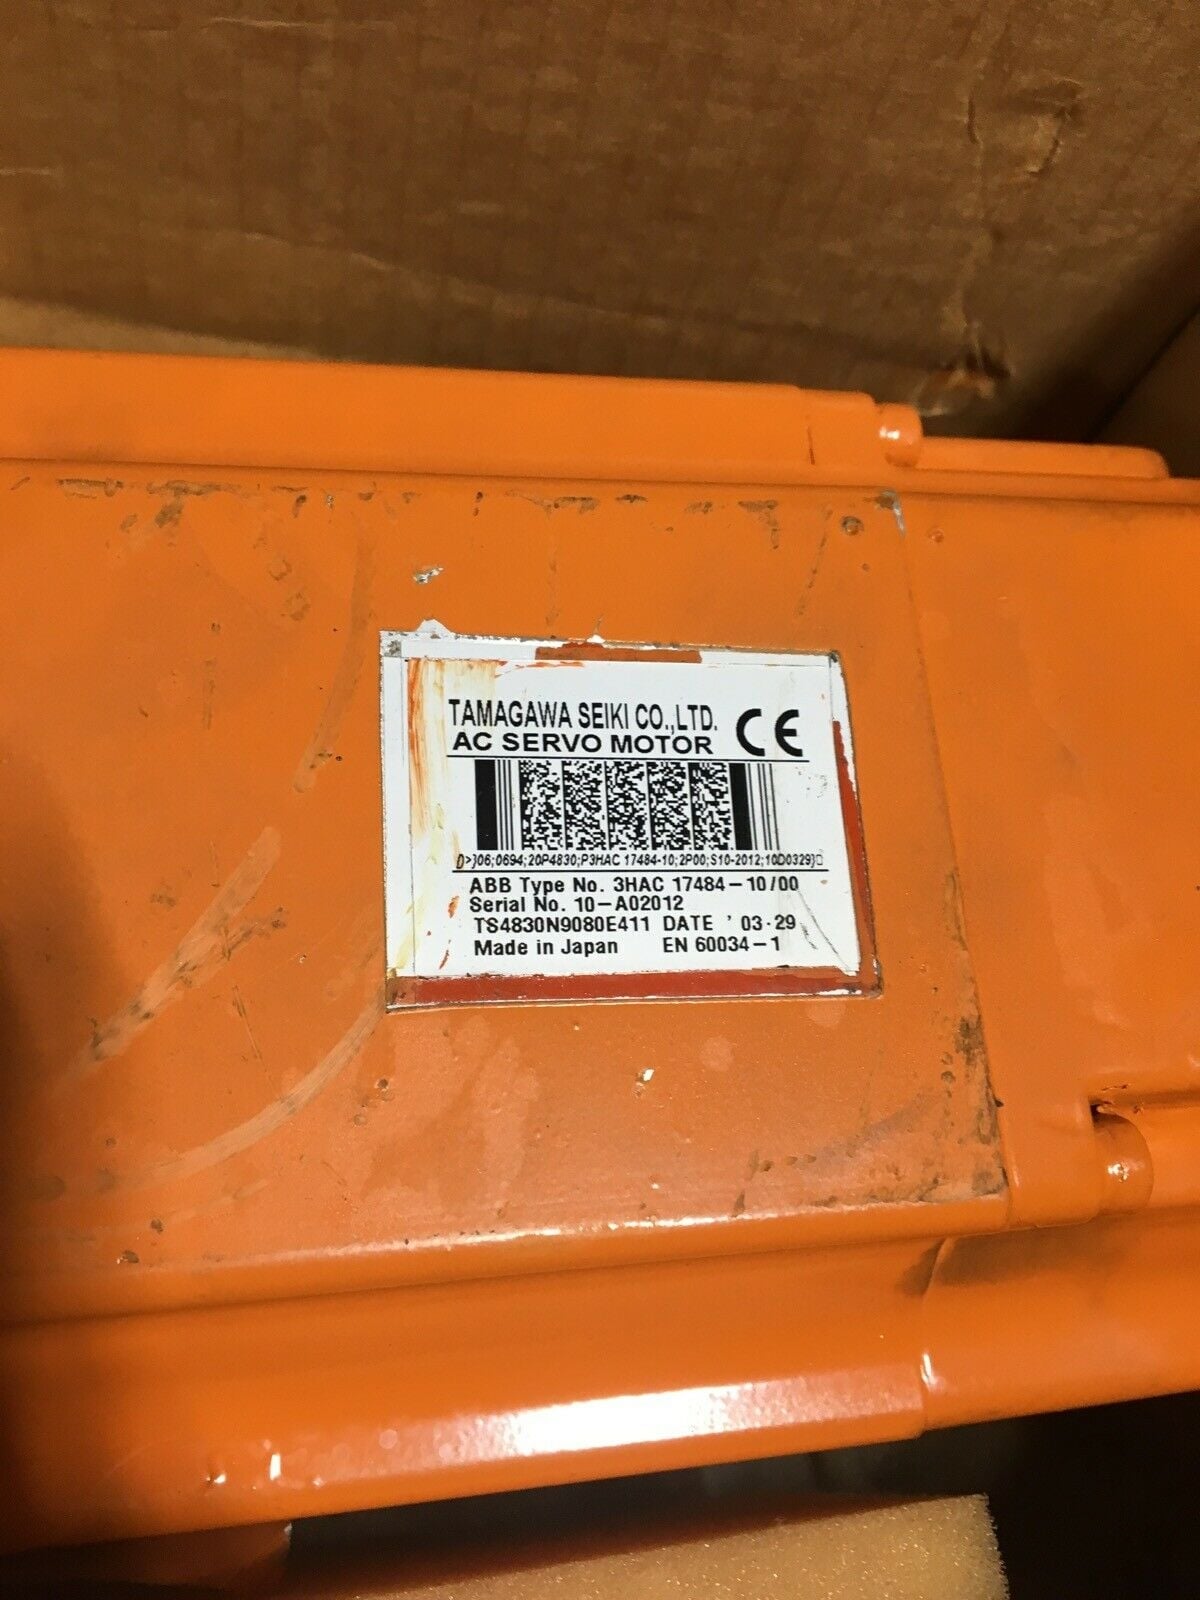 TAMAGAWA SEIKI CO.,LTD.
AC SERVO MOTOR CE
[)>}06;0694;20P4830;P3HAC 17484-10;2P00;S10-2012;10D0329}□
ABB Type No. 3HAC 17484-10/00
Serial No. 10-A02012
TS4830N9080E411 DATE ' 03·29
Made in Japan EN 60034-1